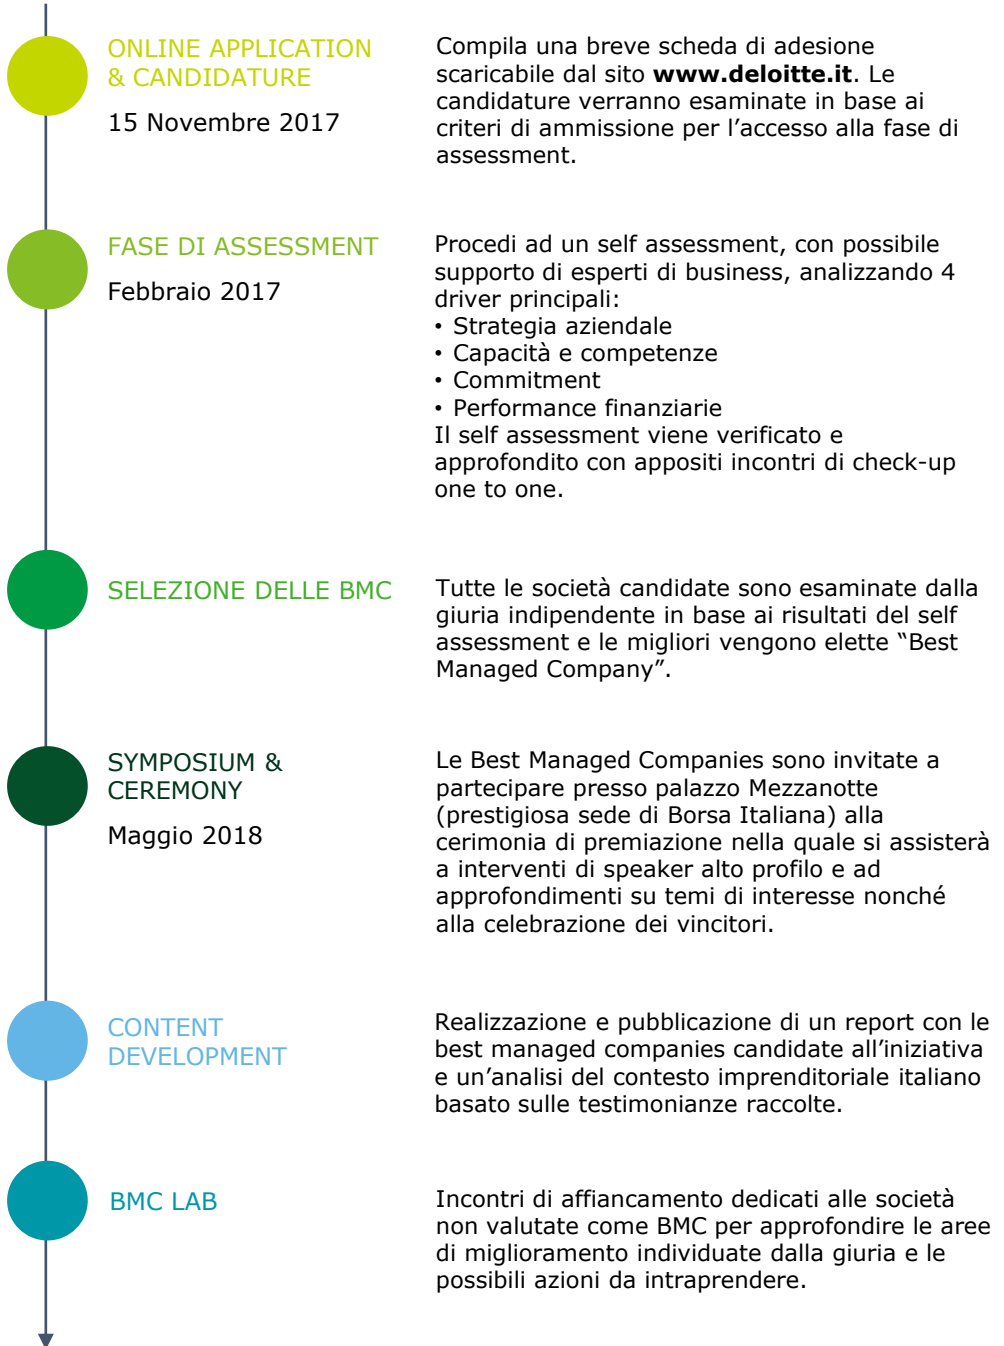 ONLINE APPLICATION
& CANDIDATURE
15 Novembre 2017
Compila una breve scheda di adesione
scaricabile dal sito www.deloitte.it. Le
candidature verranno esaminate in base ai
criteri di ammissione per l’accesso alla fase di
assessment.
FASE DI ASSESSMENT
Febbraio 2017
Procedi ad un self assessment, con possibile
supporto di esperti di business, analizzando 4
driver principali:
• Strategia aziendale
• Capacità e competenze
• Commitment
• Performance finanziarie
Il self assessment viene verificato e
approfondito con appositi incontri di check-up
one to one.
SELEZIONE DELLE BMC
Tutte le società candidate sono esaminate dalla
giuria indipendente in base ai risultati del self
assessment e le migliori vengono elette “Best
Managed Company”.
SYMPOSIUM &
CEREMONY
Maggio 2018
Le Best Managed Companies sono invitate a
partecipare presso palazzo Mezzanotte
(prestigiosa sede di Borsa Italiana) alla
cerimonia di premiazione nella quale si assisterà
a interventi di speaker alto profilo e ad
approfondimenti su temi di interesse nonché
alla celebrazione dei vincitori.
CONTENT
DEVELOPMENT
Realizzazione e pubblicazione di un report con le
best managed companies candidate all’iniziativa
e un’analisi del contesto imprenditoriale italiano
basato sulle testimonianze raccolte.
BMC LAB
Incontri di affiancamento dedicati alle società
non valutate come BMC per approfondire le aree
di miglioramento individuate dalla giuria e le
possibili azioni da intraprendere.